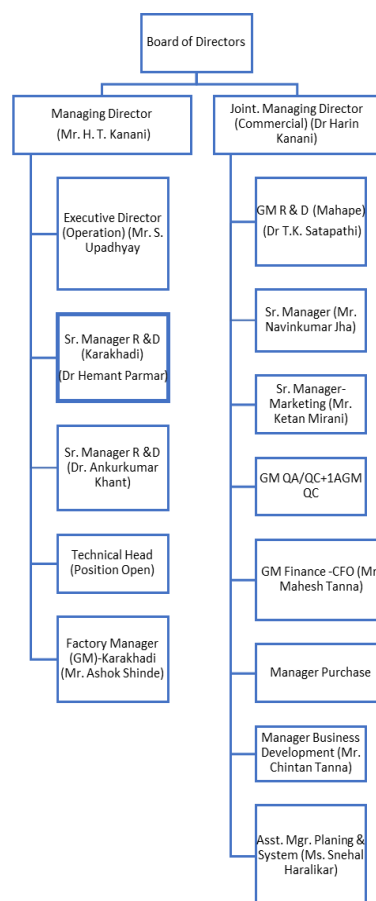 Board of Directors
Managing Director
(Mr. H. T. Kanani)
Joint. Managing Director
(Commercial) (Dr Harin
Kanani)
Executive Director
(Operation) (Mr. S.
Upadhyay
Sr. Manager R &D
(Karakhadi)
(Dr Hemant Parmar)
Sr. Manager R &D
(Dr. Ankurkumar
Khant
Technical Head
(Position Open)
Factory Manager
(GM)-Karakhadi
(Mr. Ashok Shinde)
GM R & D (Mahape)
(Dr T.K. Satapathi)
Sr. Manager (Mr.
Navinkumar Jha)
Sr. Manager-
Marketing (Mr.
Ketan Mirani)
GM QA/QC+1AGM
QC
GM Finance -CFO (Mr
Mahesh Tanna)
Manager Purchase
Manager Business
Development (Mr.
Chintan Tanna)
Asst. Mgr. Planing &
System (Ms. Snehal
Haralikar)